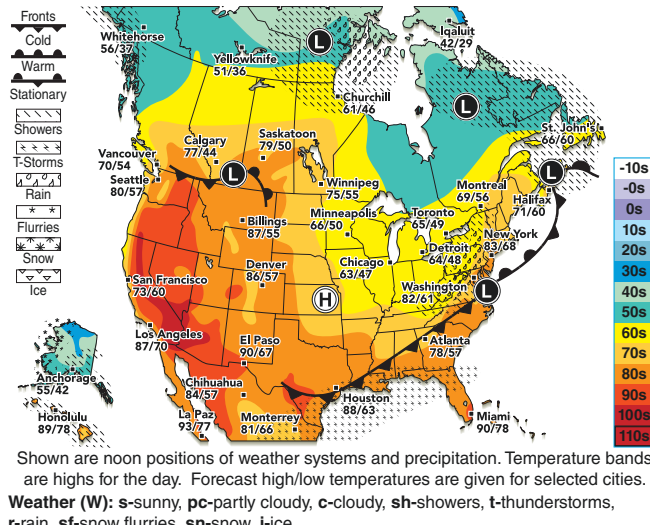 Fronts
Cold
Warm
Stationary
Showers
T-Storms
Rain
Flurries
Snow
Ice
Whitehorse
56/37
Yellowknife
51/36
L
Iqaluit
42/29
Churchill
61/46
L
St. John's
66/60
Vancouver
70/54
Calgary
77/44
Saskatoon
79/50
L
Seattle
80/57
Winnipeg
75/55
Montreal
69/56
L
Halifax
71/60
Billings
87/55
Minneapolis
66/50
Toronto
65/49
New York
83/68
Detroit
64/48
Denver
86/57
Chicago
63/47
Washington
82/61
L
San Francisco
73/60
H
Los Angeles
87/70
El Paso
90/67
Atlanta
78/57
Anchorage
55/42
Honolulu
89/78
Chihuahua
84/57
Houston
88/63
La Paz
93/77
Monterrey
81/66
Miami
90/78
-10s
-0s
0s
10s
20s
30s
40s
50s
60s
70s
80s
90s
100s
110s
Shown are noon positions of weather systems and precipitation. Temperature bands
are highs for the day. Forecast high/low temperatures are given for selected cities.
Weather (W): s-sunny, pc-partly cloudy, c-cloudy, sh-showers, t-thunderstorms,
r-rain, sf-snow flurries, sn-snow, i-ice